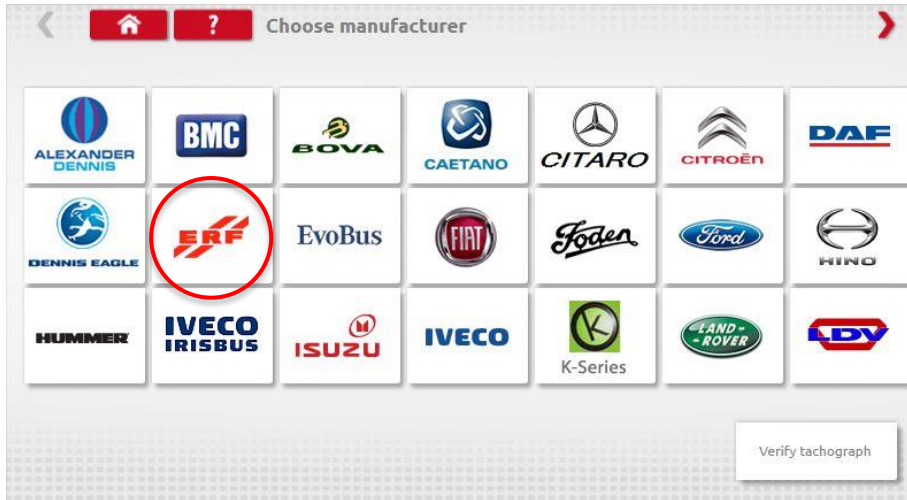 ? Choose manufacturer
ALEXANDER
DENNIS
BMC
BOVA
CAETANO
CITARO
CITROËN
DAF
DENNIS EAGLE
ERF
EvoBus
FIAT
Foden
Ford
HINO
HUMMER
IVECO
IRISBUS
ISUZU
IVECO
K
K-Series
LAND-
-ROVER
LDV
Verify tachograph